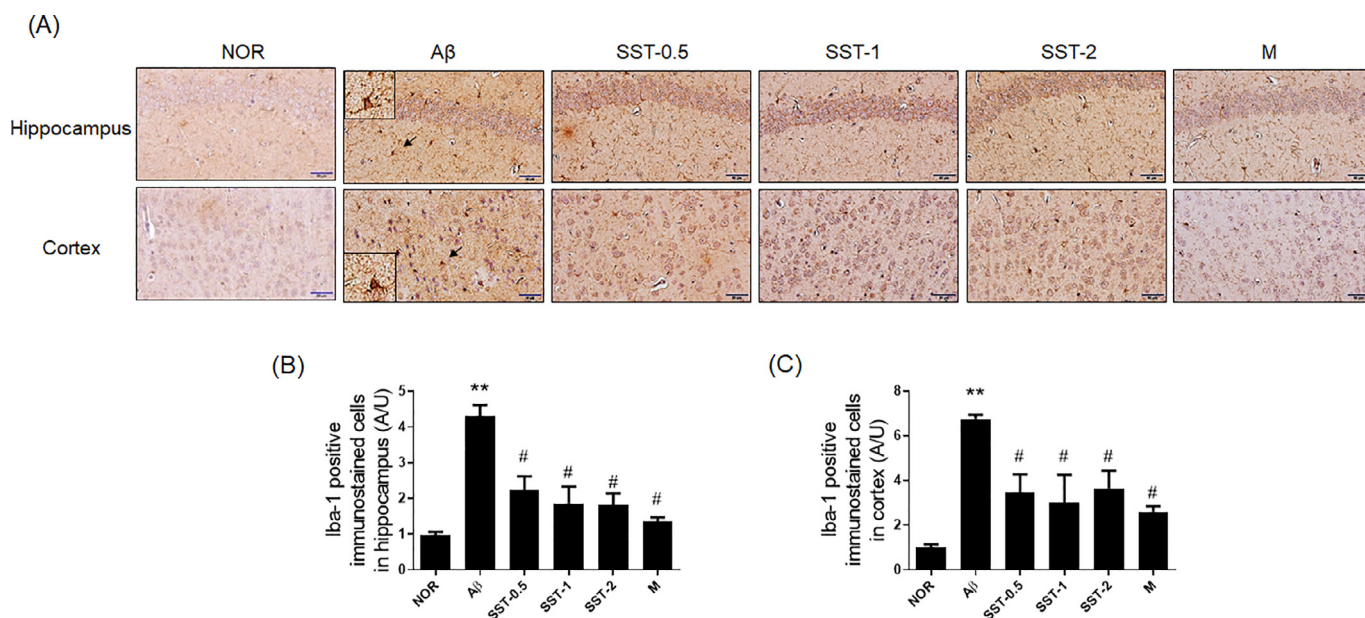 (A)
NOR Aβ SST-0.5 SST-1 SST-2 M
Hippocampus
Cortex
(B)
Iba-1 positive
immunostained cells
in hippocampus (A/U)
5
4
3
2
1
0
**
#
#
#
#
NOR
Aβ
SST-0.5
SST-1
SST-2
M
(C)
Iba-1 positive
immunostained cells
in cortex (A/U)
8
6
4
2
0
**
#
#
#
#
NOR
Aβ
SST-0.5
SST-1
SST-2
M